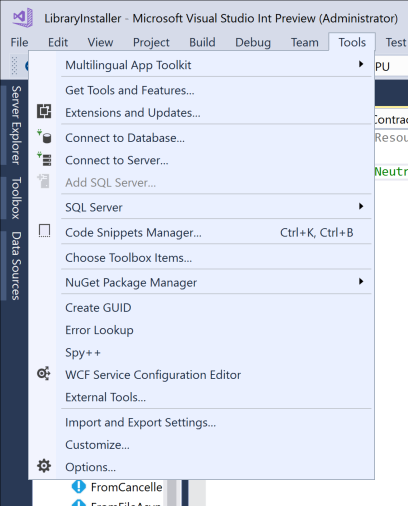 LibraryInstaller - Microsoft Visual Studio Int Preview (Administrator)
File Edit View Project Build Debug Team Tools Test
Multilingual App Toolkit
PU
Get Tools and Features...
Extensions and Updates...
Contrac
Connect to Database...
Resou
Connect to Server...
Neutr
Add SQL Server...
SQL Server
Code Snippets Manager... Ctrl+K, Ctrl+B
Choose Toolbox Items...
NuGet Package Manager
Create GUID
Error Lookup
Spy++
WCF Service Configuration Editor
External Tools...
Import and Export Settings...
Customize...
Options...
FromCancelle
FromFileAsyn
Server Explorer
Toolbox
Data Sources